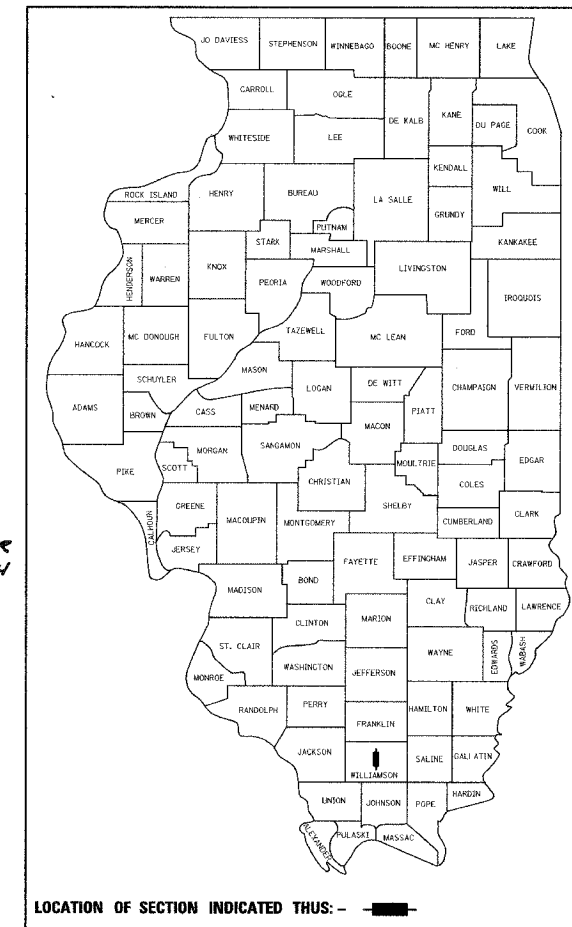 JO DAVIESS STEPHENSON WINNEBAGO BOONE MC HENRY LAKE
CARROLL OGLE DE KALB KANE DU PAGE COOK
WHITESIDE LEE
KENDALL WILL
ROCK ISLAND HENRY BUREAU LA SALLE GRUNDY
MERCER PUTNAM KANKAKEE
HENDERSON WARREN KNOX STARK MARSHALL LIVINGSTON
PEORIA WOODFORD IROQUOIS
HANCOCK MC DONOUGH FULTON TAZEWELL MC LEAN FORD
MASON
SCHUYLER LOGAN DE WITT CHAMPAIGN VERMILION
ADAMS BROWN CASS MENARD PIATT
MACON
MORGAN SANGAMON DOUGLAS
PIKE SCOTT CHRISTIAN MOULTRIE COLES EDGAR
GREENE MACOUPIN MONTGOMERY SHELBY CUMBERLAND CLARK
CALHOUN JERSEY
FAYETTE EFFINGHAM JASPER CRAWFORD
MADISON BOND
CLAY RICHLAND LAWRENCE
CLINTON MARION
ST. CLAIR WAYNE EDWARDS WABASH
WASHINGTON JEFFERSON
MONROE
RANDOLPH PERRY HAMILTON WHITE
FRANKLIN
JACKSON WILLIAMSON SALINE GALLATIN
UNION JOHNSON POPE HARDIN
ALEXANDER PULASKI MASSAC
LOCATION OF SECTION INDICATED THUS: -